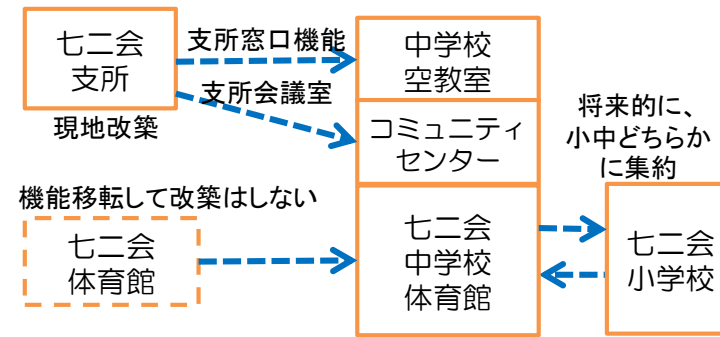 七二会
支所
支所窓口機能
支所会議室
現地改築
中学校
空教室
コミュニティ
センター
将来的に、
小中どちらか
に集約
機能移転して改築はしない
七二会
体育館
七二会
中学校
体育館
七二会
小学校